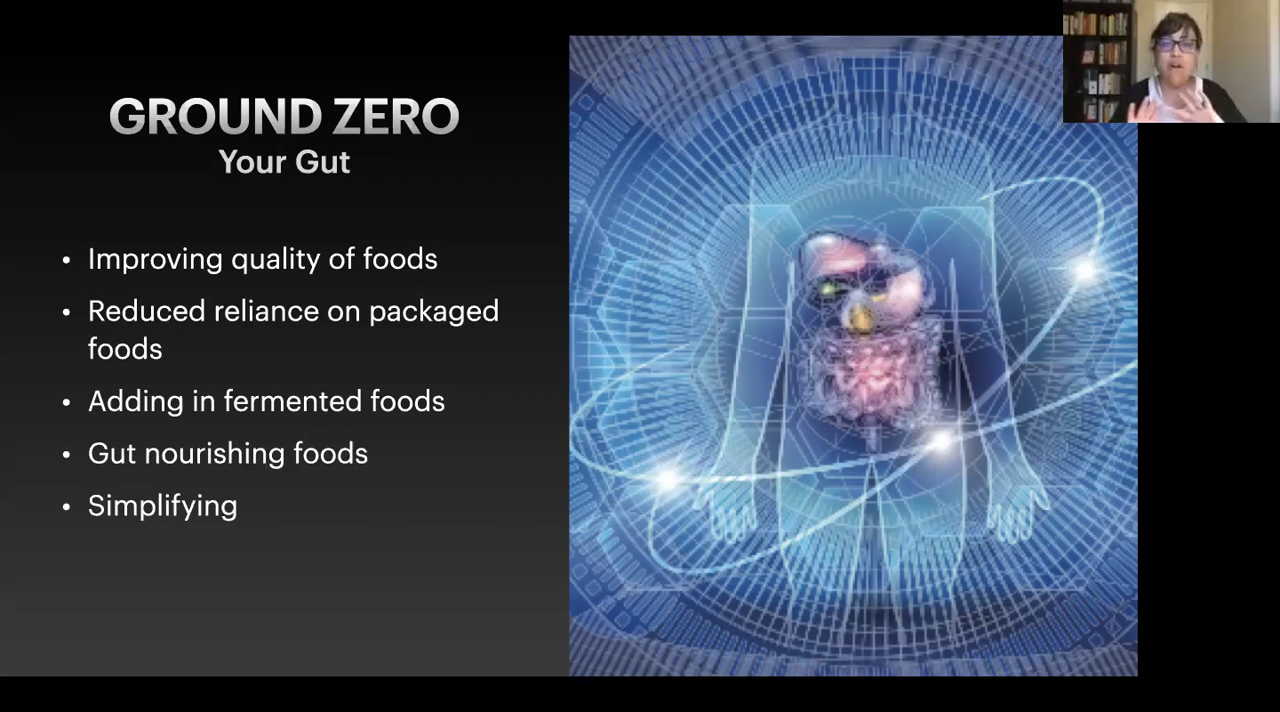 GROUND ZERO
Your Gut
• Improving quality of foods
• Reduced reliance on packaged
foods
• Adding in fermented foods
• Gut nourishing foods
• Simplifying